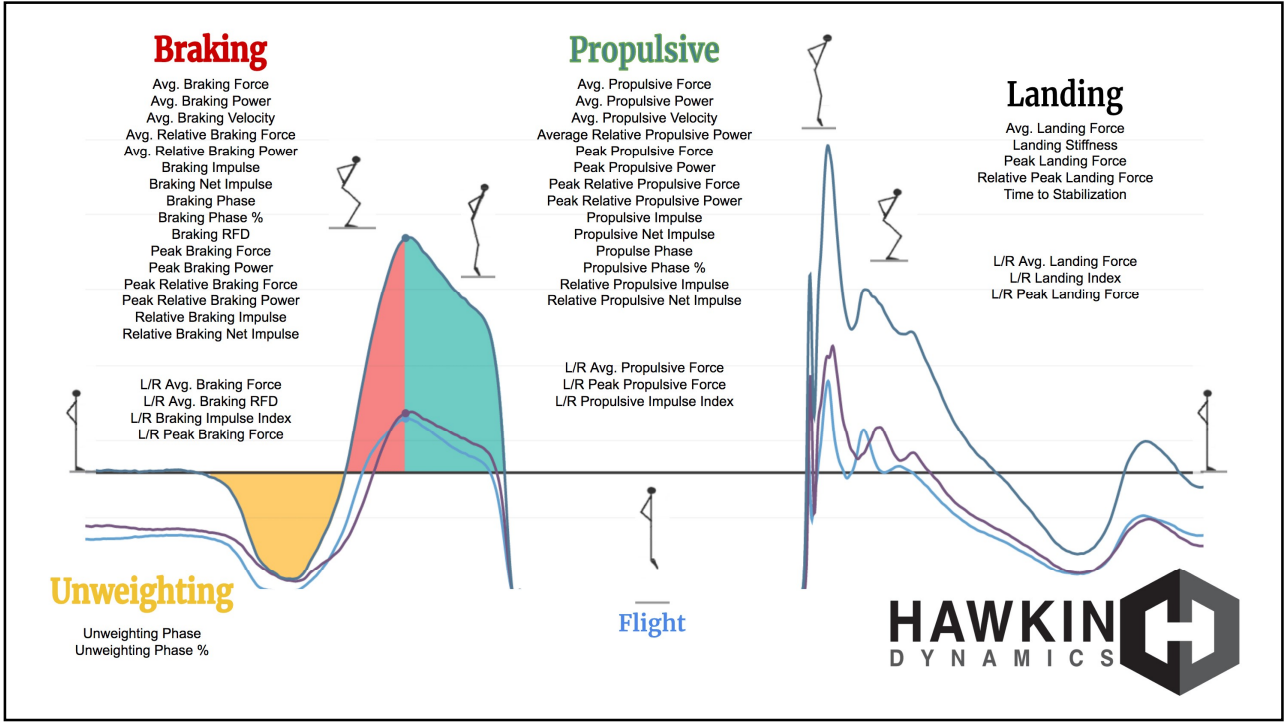 Braking
Avg. Braking Force
Avg. Braking Power
Avg. Braking Velocity
Avg. Relative Braking Force
Avg. Relative Braking Power
Braking Impulse
Braking Net Impulse
Braking Phase
Braking Phase %
Braking RFD
Peak Braking Force
Peak Braking Power
Peak Relative Braking Force
Peak Relative Braking Power
Relative Braking Impulse
Relative Braking Net Impulse
L/R Avg. Braking Force
L/R Avg. Braking RFD
L/R Braking Impulse Index
L/R Peak Braking Force
Propulsive
Avg. Propulsive Force
Avg. Propulsive Power
Avg. Propulsive Velocity
Average Relative Propulsive Power
Peak Propulsive Force
Peak Propulsive Power
Peak Relative Propulsive Force
Peak Relative Propulsive Power
Propulsive Impulse
Propulsive Net Impulse
Propulse Phase
Propulsive Phase %
Relative Propulsive Impulse
Relative Propulsive Net Impulse
L/R Avg. Propulsive Force
L/R Peak Propulsive Force
L/R Propulsive Impulse Index
Landing
Avg. Landing Force
Landing Stiffness
Peak Landing Force
Relative Peak Landing Force
Time to Stabilization
L/R Avg. Landing Force
L/R Landing Index
L/R Peak Landing Force
Unweighting
Unweighting Phase
Unweighting Phase %
Flight
HAWKIN
DYNAMICS